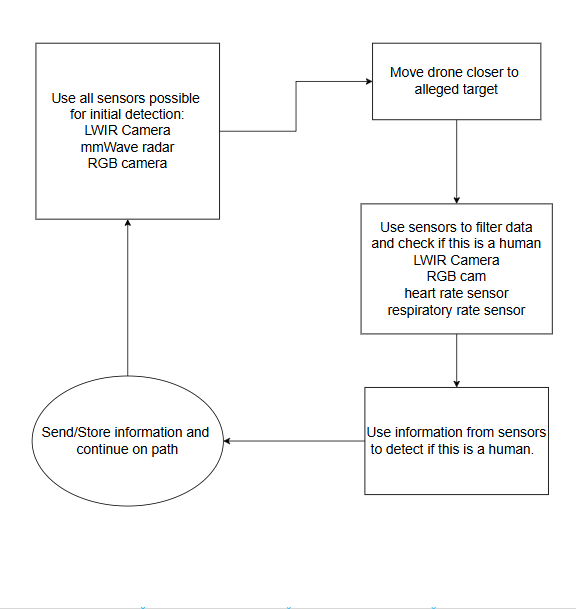 Use all sensors possible
for initial detection:
LWIR Camera
mmWave radar
RGB camera
Move drone closer to
alleged target
Use sensors to filter data
and check if this is a human
LWIR Camera
RGB cam
heart rate sensor
respiratory rate sensor
Use information from sensors
to detect if this is a human.
Send/Store information and
continue on path